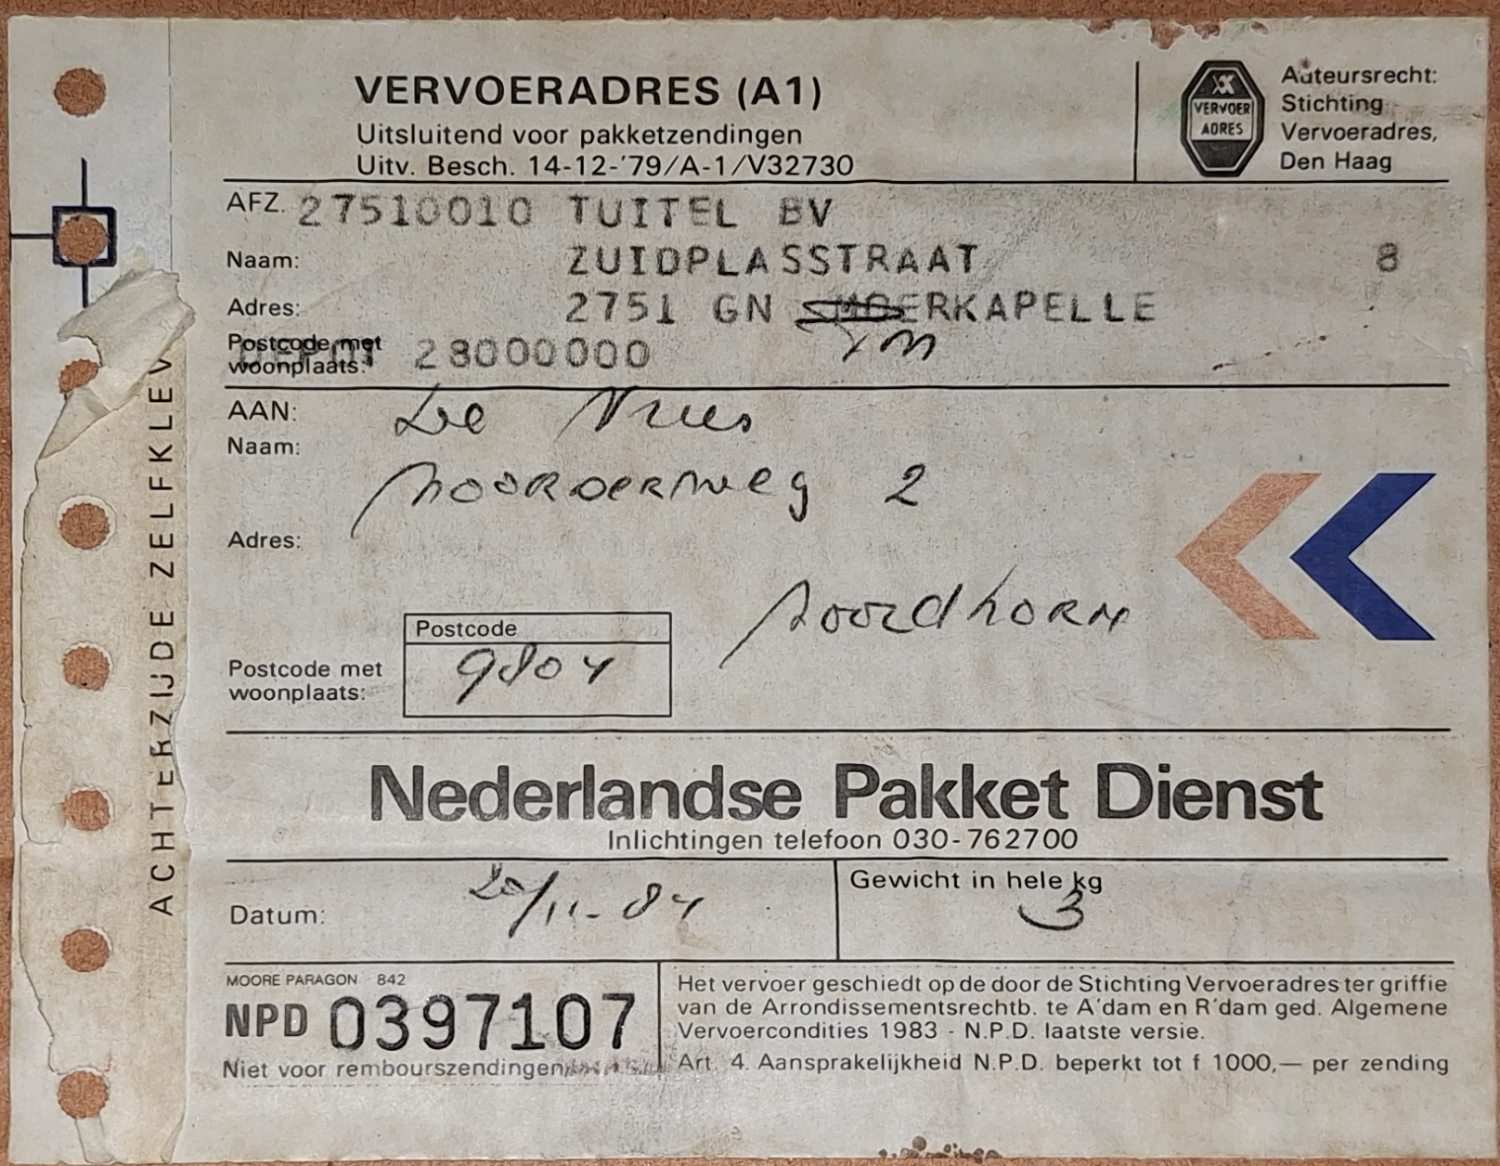 VERVOERADRES (A1)
Uitsluitend voor pakketzendingen
Uitv. Besch. 14-12-'79/A-1/V32730
VERVOER
ADRES
Auteursrecht:
Stichting
Vervoeradres,
Den Haag
AFZ. 27510010 TUITEL BV
Naam: ZUIDPLASSTRAAT 8
Adres: 2751 GN MOERKAPELLE
Postcode met
woonplaats:
DEPOT 28000000
AAN: De Vries
Naam:
Noorderweg 2
Adres:
Noordhorn
Postcode
9804
Postcode met
woonplaats:
Nederlandse Pakket Dienst
Inlichtingen telefoon 030-762700
Datum: 20/11-84
Gewicht in hele kg
3
MOORE PARAGON 842
NPD 0397107
Niet voor rembourszendingen
Het vervoer geschiedt op de door de Stichting Vervoeradres ter griffie
van de Arrondissementsrechtb. te A'dam en R'dam ged. Algemene
Vervoercondities 1983 - N.P.D. laatste versie.
Art. 4. Aansprakelijkheid N.P.D. beperkt tot f 1000,— per zending
ACHTERZIJDE ZELFKLEV